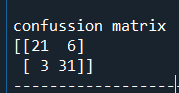 confussion matrix
[[21  6]
 [ 3 31]]
--------------------